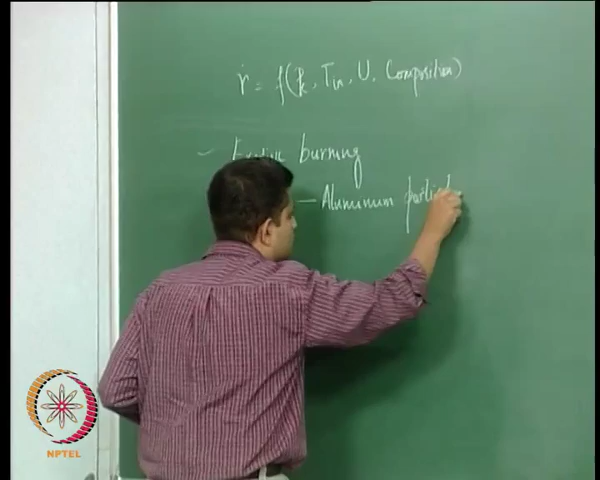 ṙ = f(Pc, Tin, U, Composition)
burning
— Aluminum particl
NPTEL